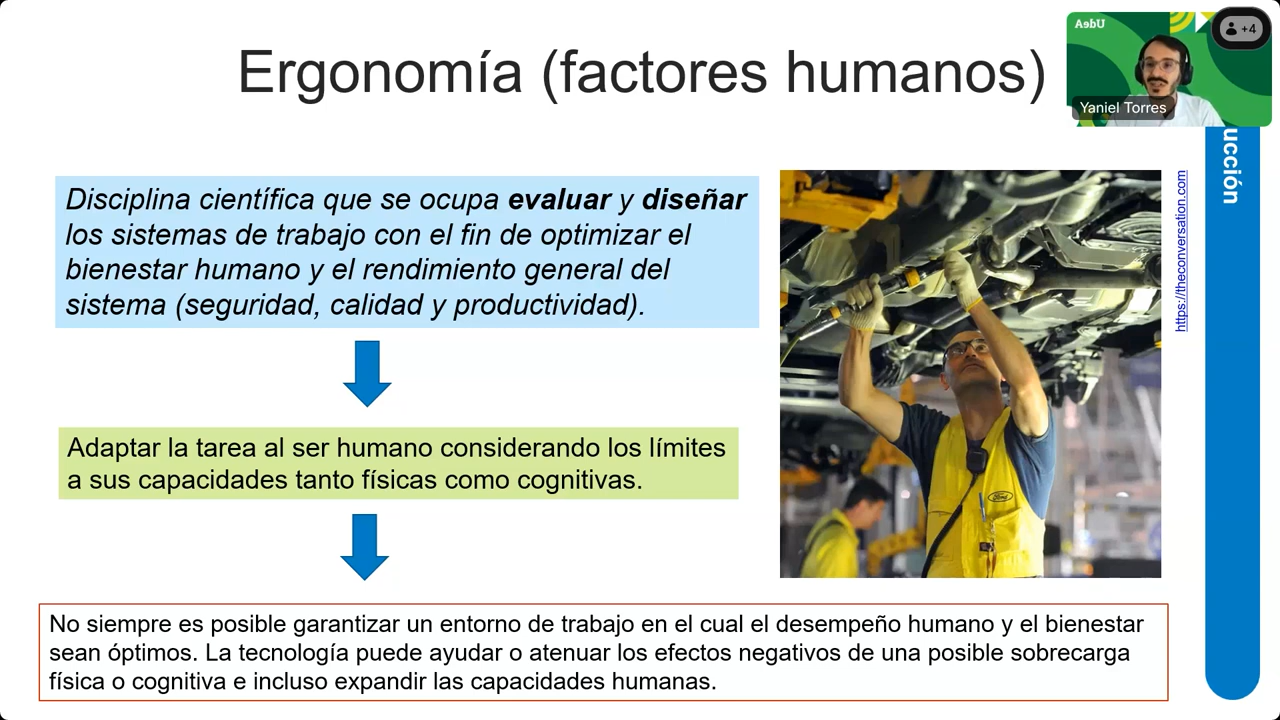 Ergonomía (factores humanos)
AƨbU
+4
Yaniel Torres
ucción
Disciplina científica que se ocupa evaluar y diseñar
los sistemas de trabajo con el fin de optimizar el
bienestar humano y el rendimiento general del
sistema (seguridad, calidad y productividad).
https://theconversation.com
Ford
Adaptar la tarea al ser humano considerando los límites
a sus capacidades tanto físicas como cognitivas.
No siempre es posible garantizar un entorno de trabajo en el cual el desempeño humano y el bienestar
sean óptimos. La tecnología puede ayudar o atenuar los efectos negativos de una posible sobrecarga
física o cognitiva e incluso expandir las capacidades humanas.